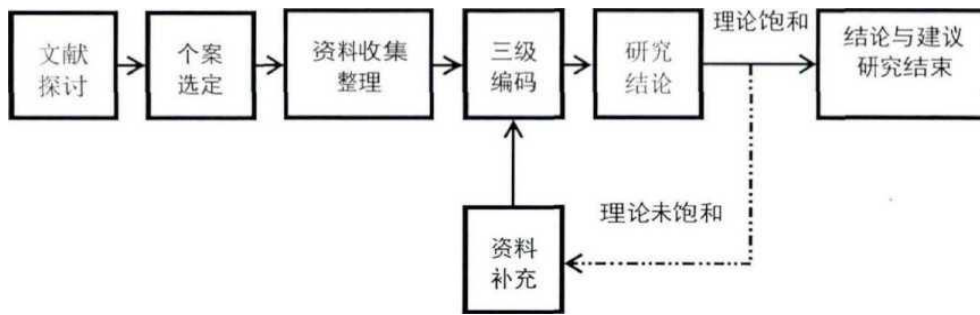 文献
探讨
个案
选定
资料收集
整理
三级
编码
研究
结论
理论饱和
结论与建议
研究结束
理论未饱和
资料
补充